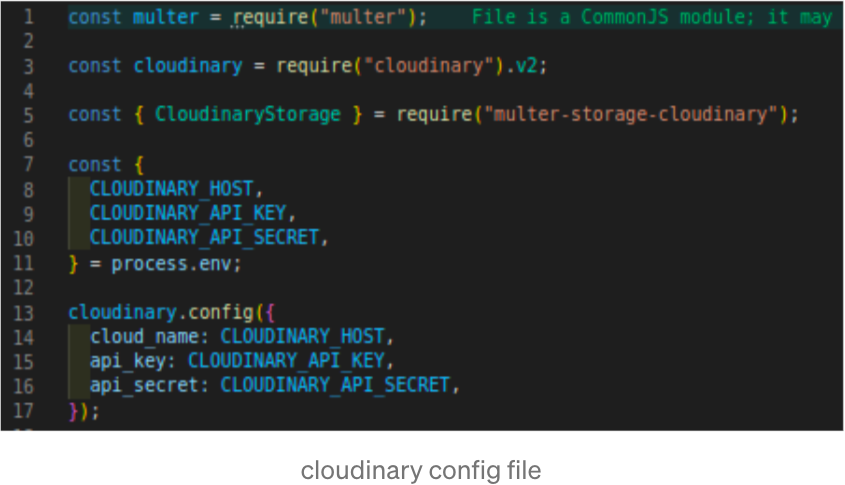 1 const multer = require("multer"); File is a CommonJS module; it may
2
3 const cloudinary = require("cloudinary").v2;
4
5 const { CloudinaryStorage } = require("multer-storage-cloudinary");
6
7 const {
8 CLOUDINARY_HOST,
9 CLOUDINARY_API_KEY,
10 CLOUDINARY_API_SECRET,
11 } = process.env;
12
13 cloudinary.config({
14 cloud_name: CLOUDINARY_HOST,
15 api_key: CLOUDINARY_API_KEY,
16 api_secret: CLOUDINARY_API_SECRET,
17 });
cloudinary config file